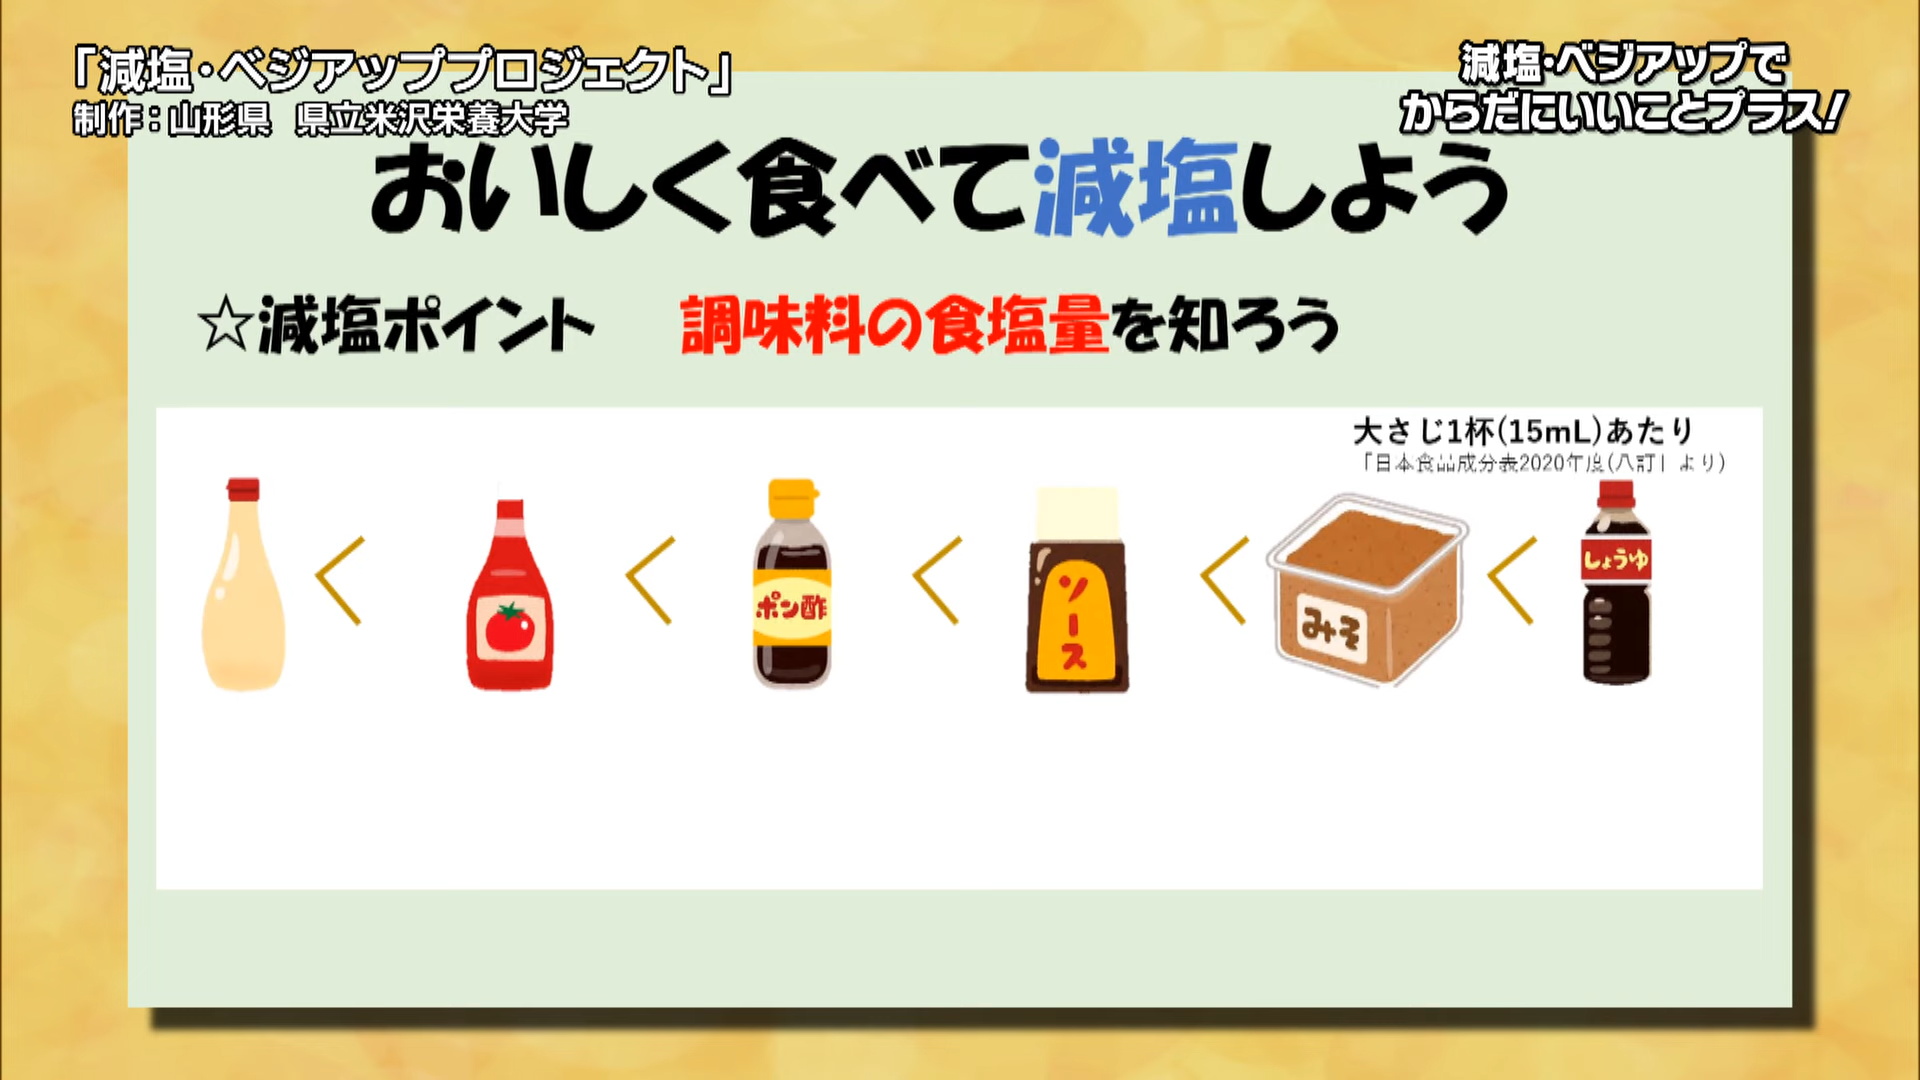 「減塩・ベジアッププロジェクト」
制作：山形県 県立米沢栄養大学
減塩・ベジアップで
からだにいいことプラス！
おいしく食べて減塩しよう
☆減塩ポイント 調味料の食塩量を知ろう
大さじ1杯(15mL)あたり
「日本食品成分表2020年度(八訂」より)
< < < < <
ポン酢
ソース
みそ
しょうゆ